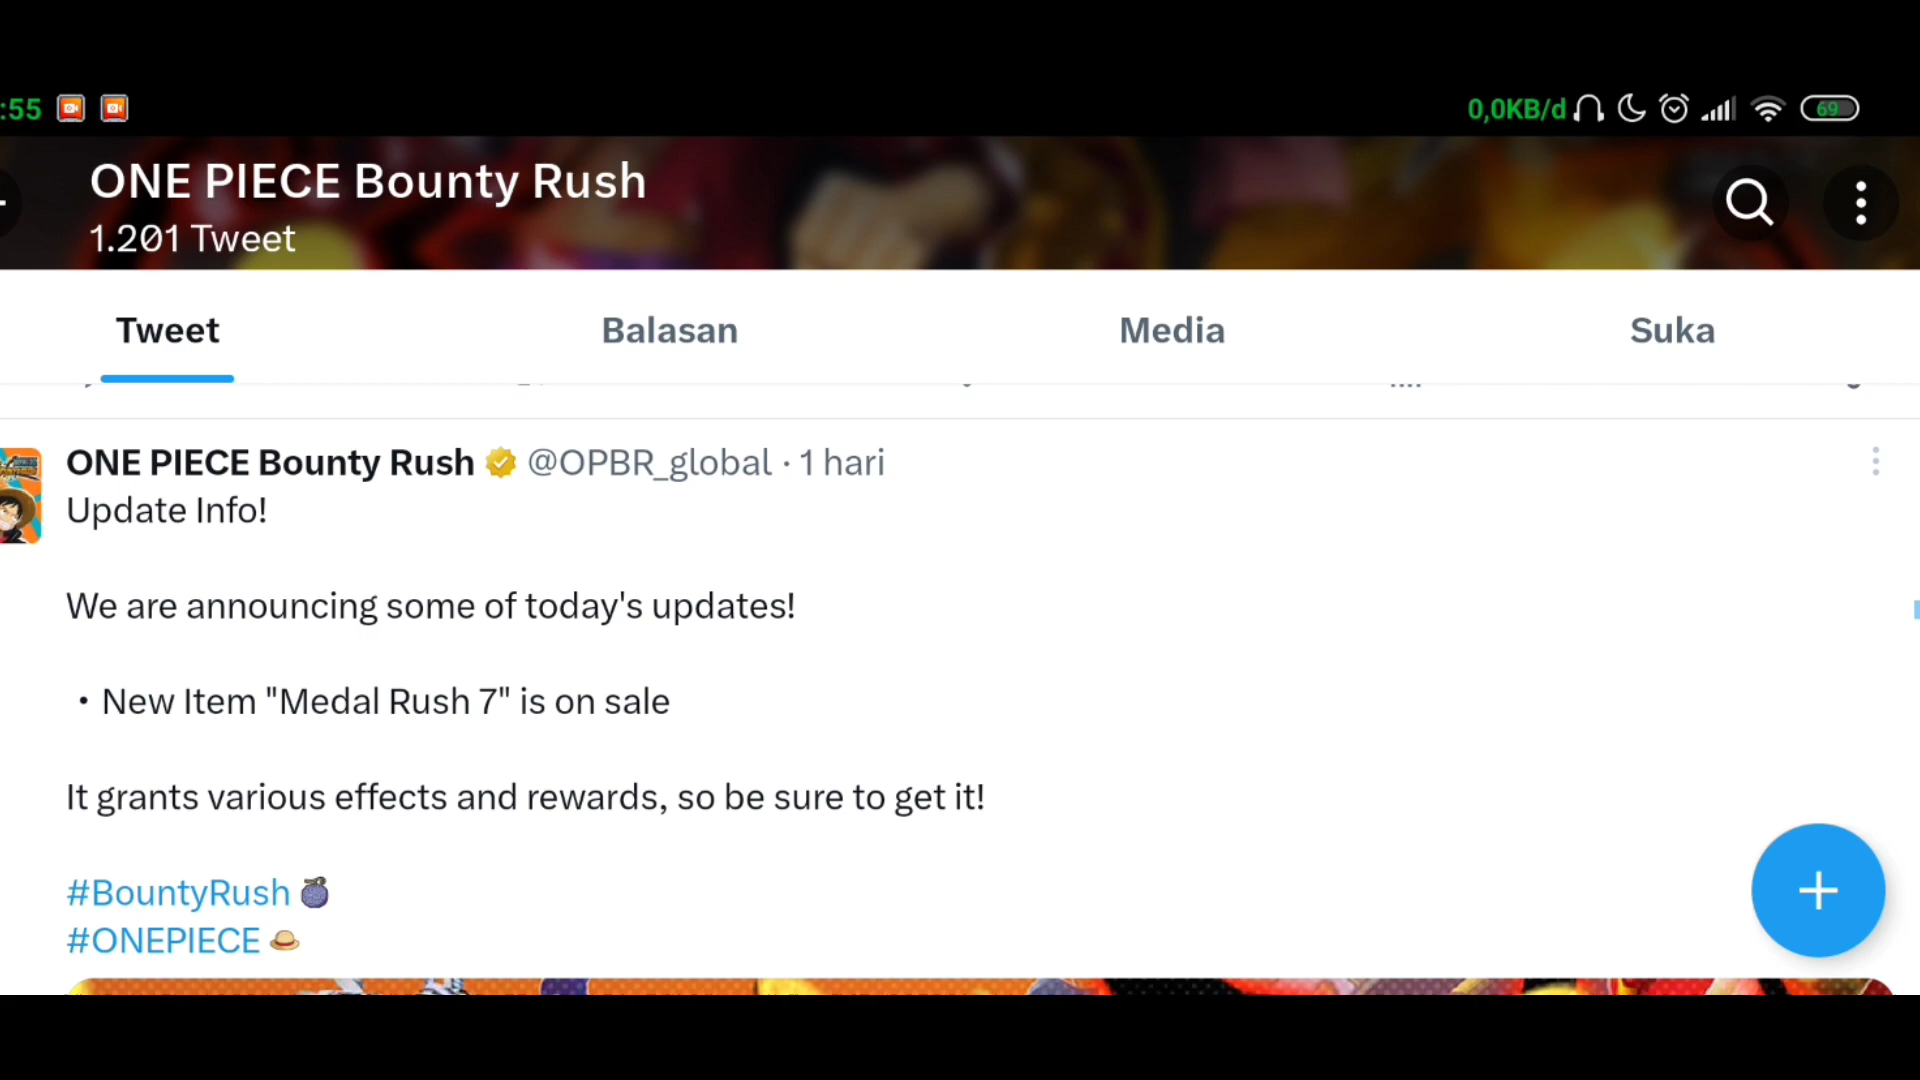 :55
0,0KB/d
69
ONE PIECE Bounty Rush
1.201 Tweet
Tweet Balasan Media Suka
ONE PIECE Bounty Rush @OPBR_global · 1 hari
Update Info!
We are announcing some of today's updates!
・New Item "Medal Rush 7" is on sale
It grants various effects and rewards, so be sure to get it!
#BountyRush
#ONEPIECE